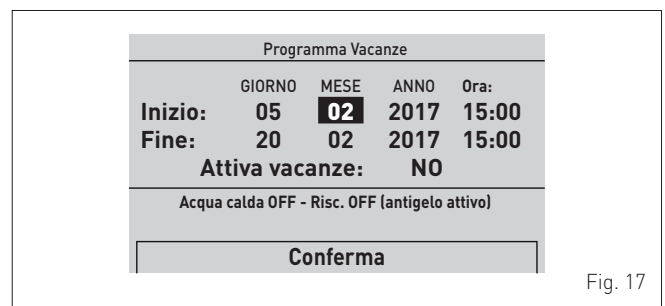 Programma Vacanze
GIORNO MESE ANNO Ora:
Inizio: 05 02 2017 15:00
Fine: 20 02 2017 15:00
Attiva vacanze: NO
Acqua calda OFF - Risc. OFF (antigelo attivo)
Conferma
Fig. 17